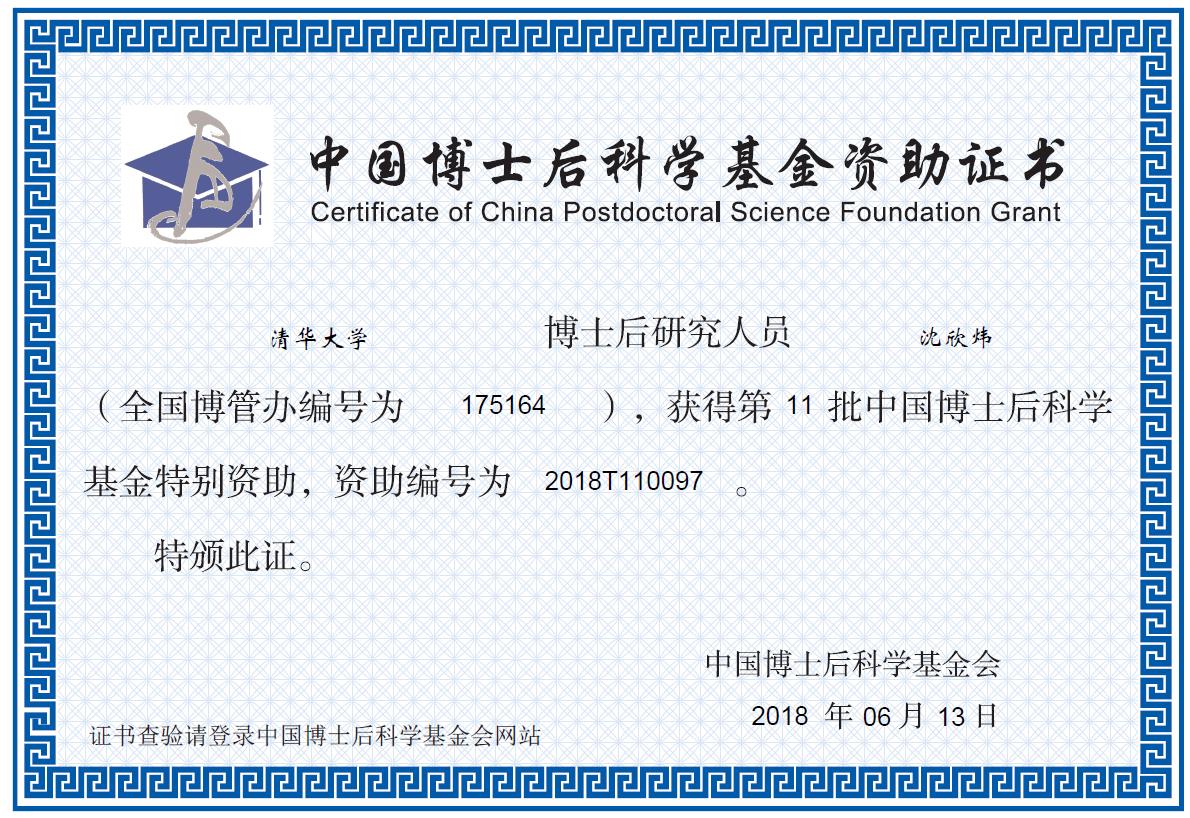 中国博士后科学基金资助证书
Certificate of China Postdoctoral Science Foundation Grant
清华大学 博士后研究人员 沈欣炜
（全国博管办编号为 175164 ），获得第 11 批中国博士后科学
基金特别资助，资助编号为 2018T110097 。
特颁此证。
中国博士后科学基金会
2018 年 06 月 13 日
证书查验请登录中国博士后科学基金会网站